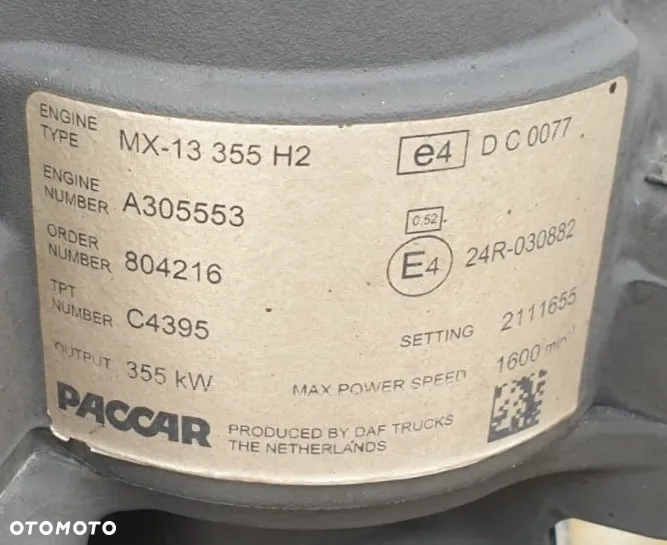 ENGINE TYPE MX-13 355 H2
e4 D C 0077
ENGINE NUMBER A305553
0.52
ORDER NUMBER 804216
E4 24R-030882
TPT NUMBER C4395
SETTING 2111655
OUTPUT 355 kW
MAX POWER SPEED 1600 min⁻¹
PACCAR
PRODUCED BY DAF TRUCKS
THE NETHERLANDS
OTOMOTO